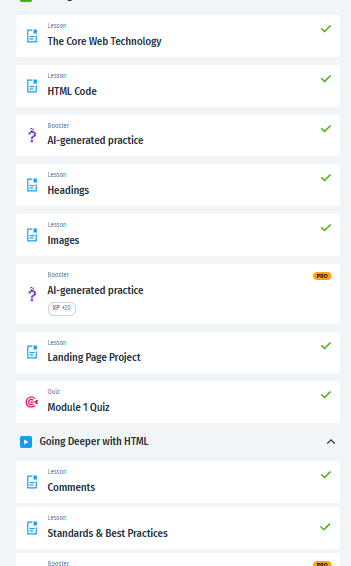 Lesson
The Core Web Technology
Lesson
HTML Code
Booster
AI-generated practice
Lesson
Headings
Lesson
Images
Booster
PRO
AI-generated practice
XP +20
Lesson
Landing Page Project
Quiz
Module 1 Quiz
Going Deeper with HTML
Lesson
Comments
Lesson
Standards & Best Practices
Booster
PRO